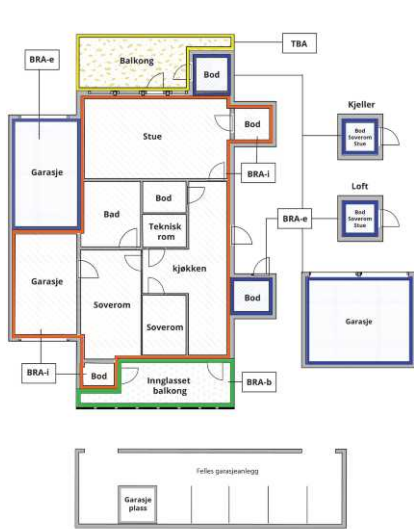 TBA
Balkong
BRA-e
Bod
Kjeller
Stue
Bod
Bod
Soverom
Stue
Garasje
BRA-i
Loft
Bod
Bad
Teknisk
rom
BRA-e
Bod
Soverom
Stue
kjøkken
Garasje
Soverom
Bod
Garasje
Soverom
BRA-i
Bod
Innglasset
balkong
BRA-b
Felles garasjeanlegg
Garasje
plass